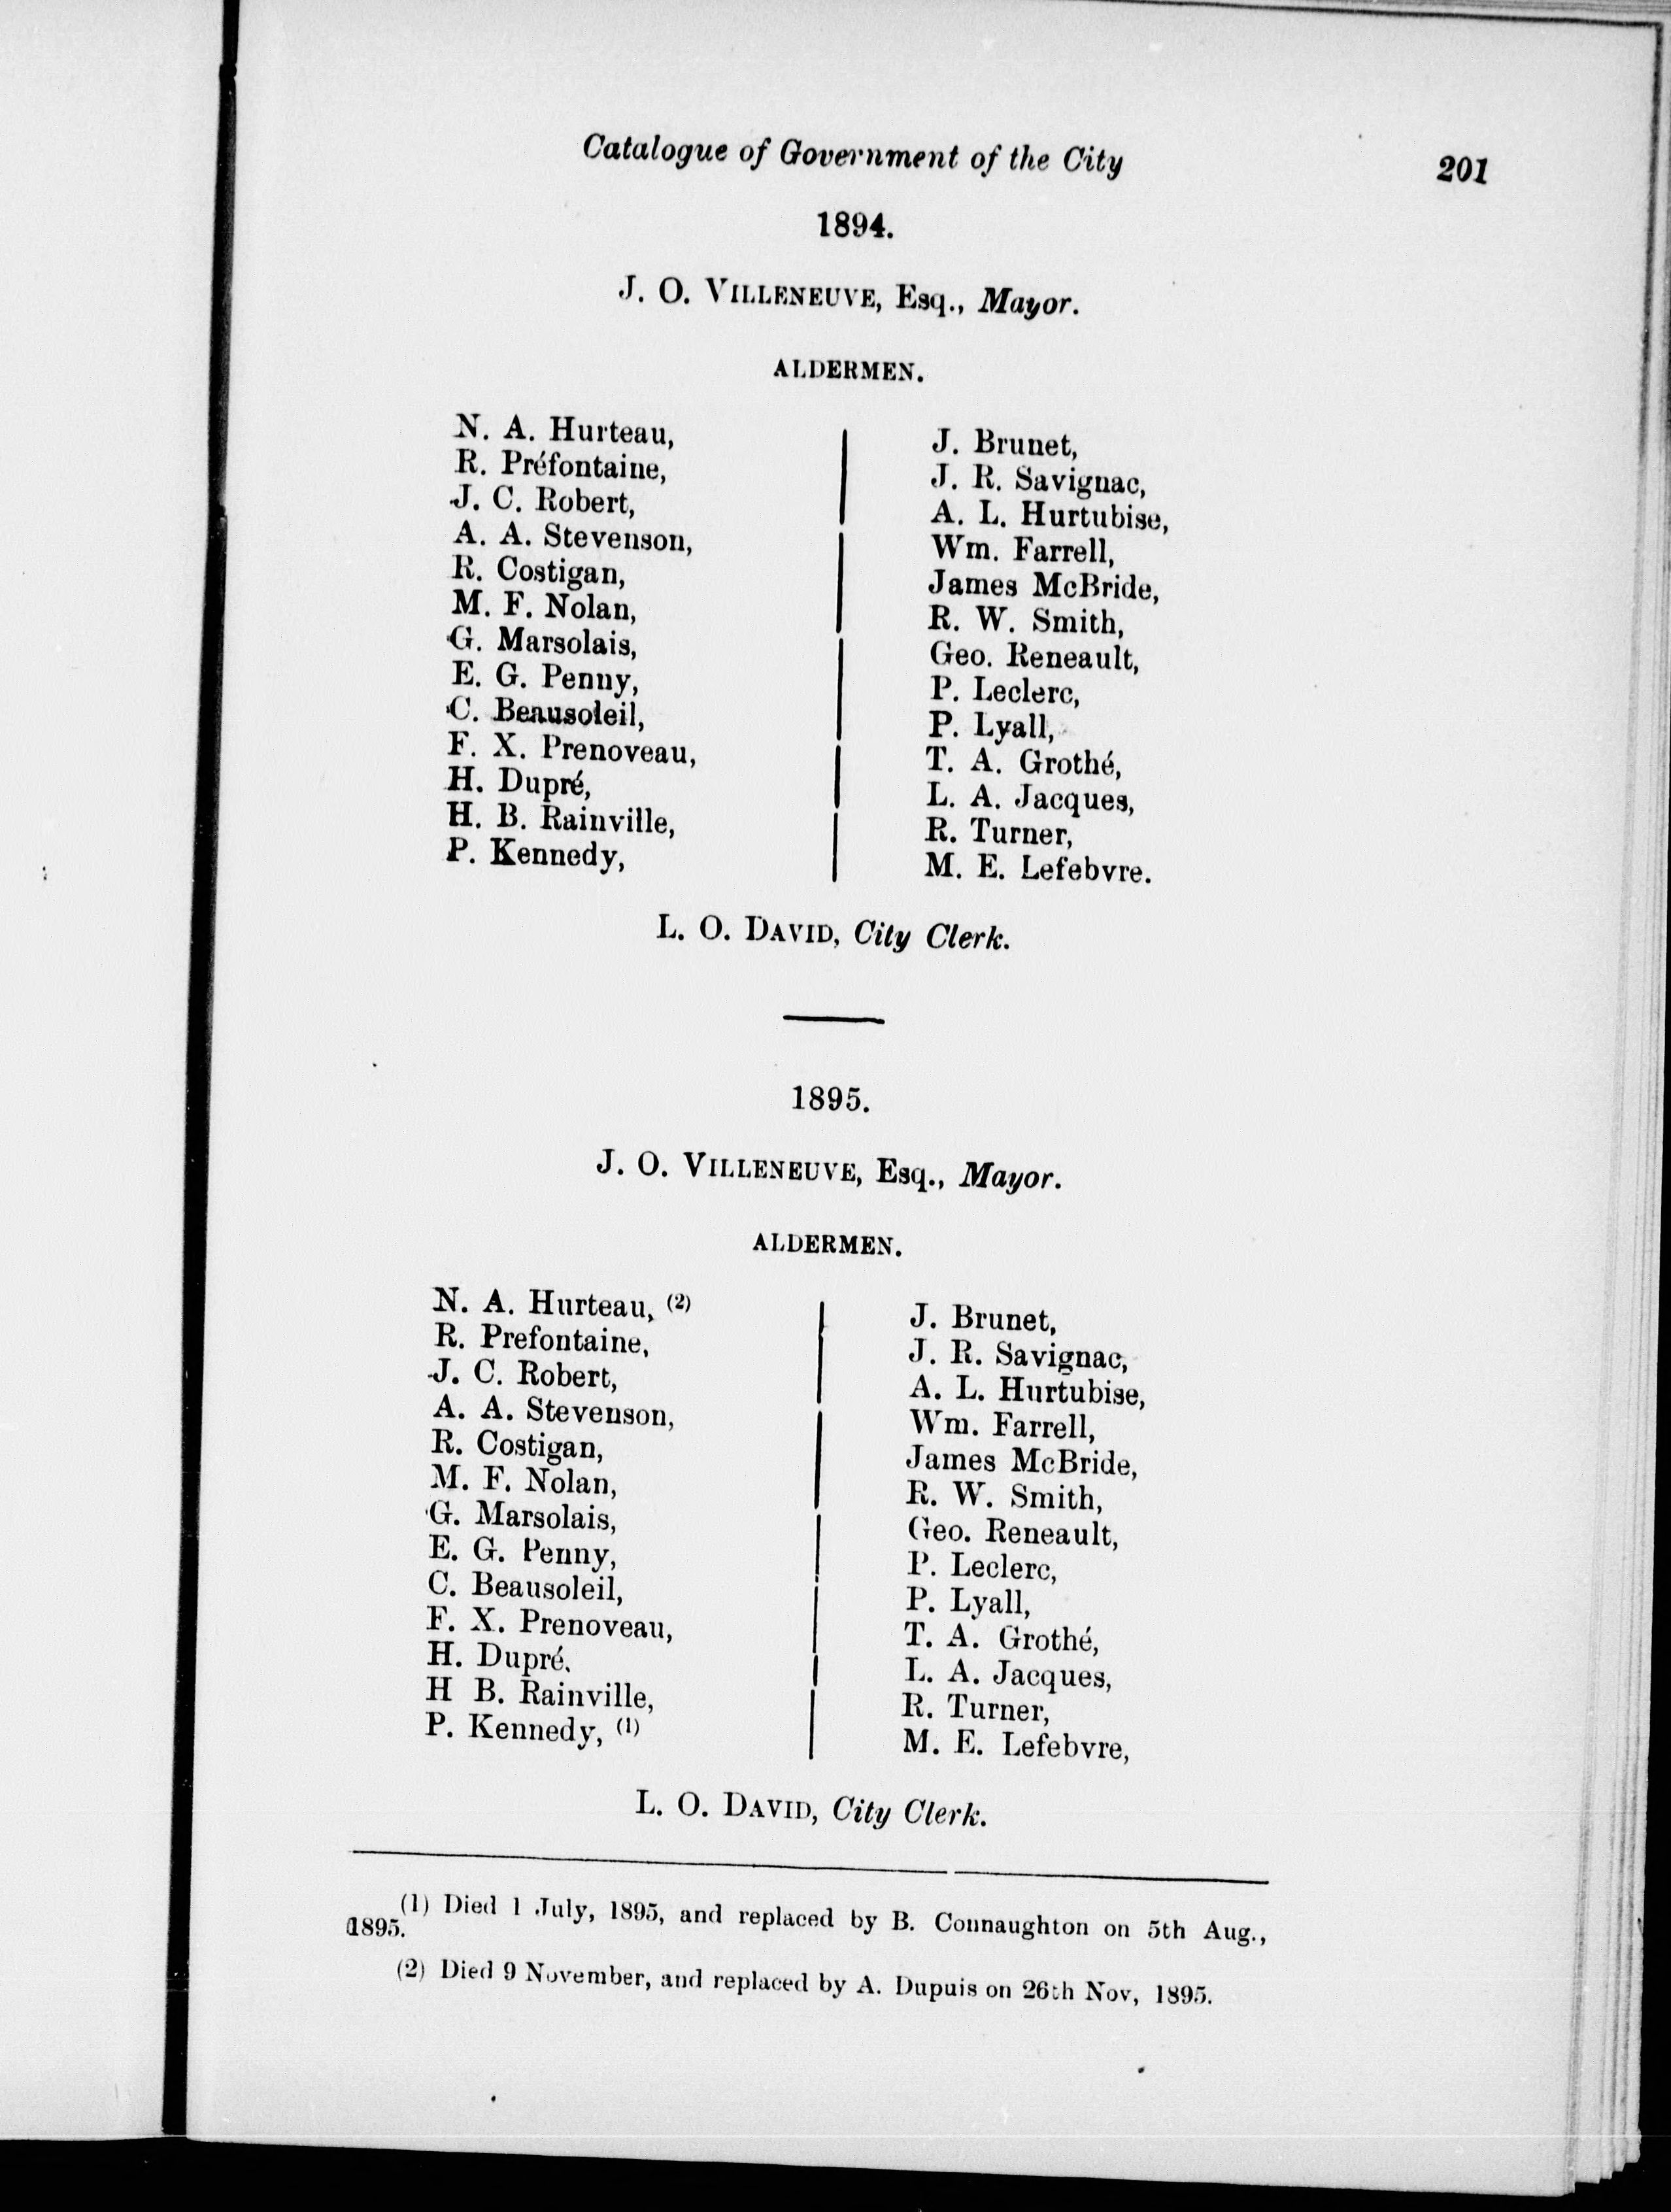 Catalogue of Government of the City 201
1894.
J. O. VILLENEUVE, Esq., Mayor.
ALDERMEN.
N. A. Hurteau,
R. Préfontaine,
J. C. Robert,
A. A. Stevenson,
R. Costigan,
M. F. Nolan,
G. Marsolais,
E. G. Penny,
C. Beausoleil,
F. X. Prenoveau,
H. Dupré,
H. B. Rainville,
P. Kennedy,
J. Brunet,
J. R. Savignac,
A. L. Hurtubise,
Wm. Farrell,
James McBride,
R. W. Smith,
Geo. Reneault,
P. Leclerc,
P. Lyall,
T. A. Grothé,
L. A. Jacques,
R. Turner,
M. E. Lefebvre.
L. O. DAVID, City Clerk.
1895.
J. O. VILLENEUVE, Esq., Mayor.
ALDERMEN.
N. A. Hurteau, (2)
R. Prefontaine,
J. C. Robert,
A. A. Stevenson,
R. Costigan,
M. F. Nolan,
G. Marsolais,
E. G. Penny,
C. Beausoleil,
F. X. Prenoveau,
H. Dupré.
H B. Rainville,
P. Kennedy, (1)
J. Brunet,
J. R. Savignac,
A. L. Hurtubise,
Wm. Farrell,
James McBride,
R. W. Smith,
Geo. Reneault,
P. Leclerc,
P. Lyall,
T. A. Grothé,
L. A. Jacques,
R. Turner,
M. E. Lefebvre,
L. O. DAVID, City Clerk.
(1) Died 1 July, 1895, and replaced by B. Connaughton on 5th Aug.,
1895.
(2) Died 9 November, and replaced by A. Dupuis on 26th Nov, 1895.